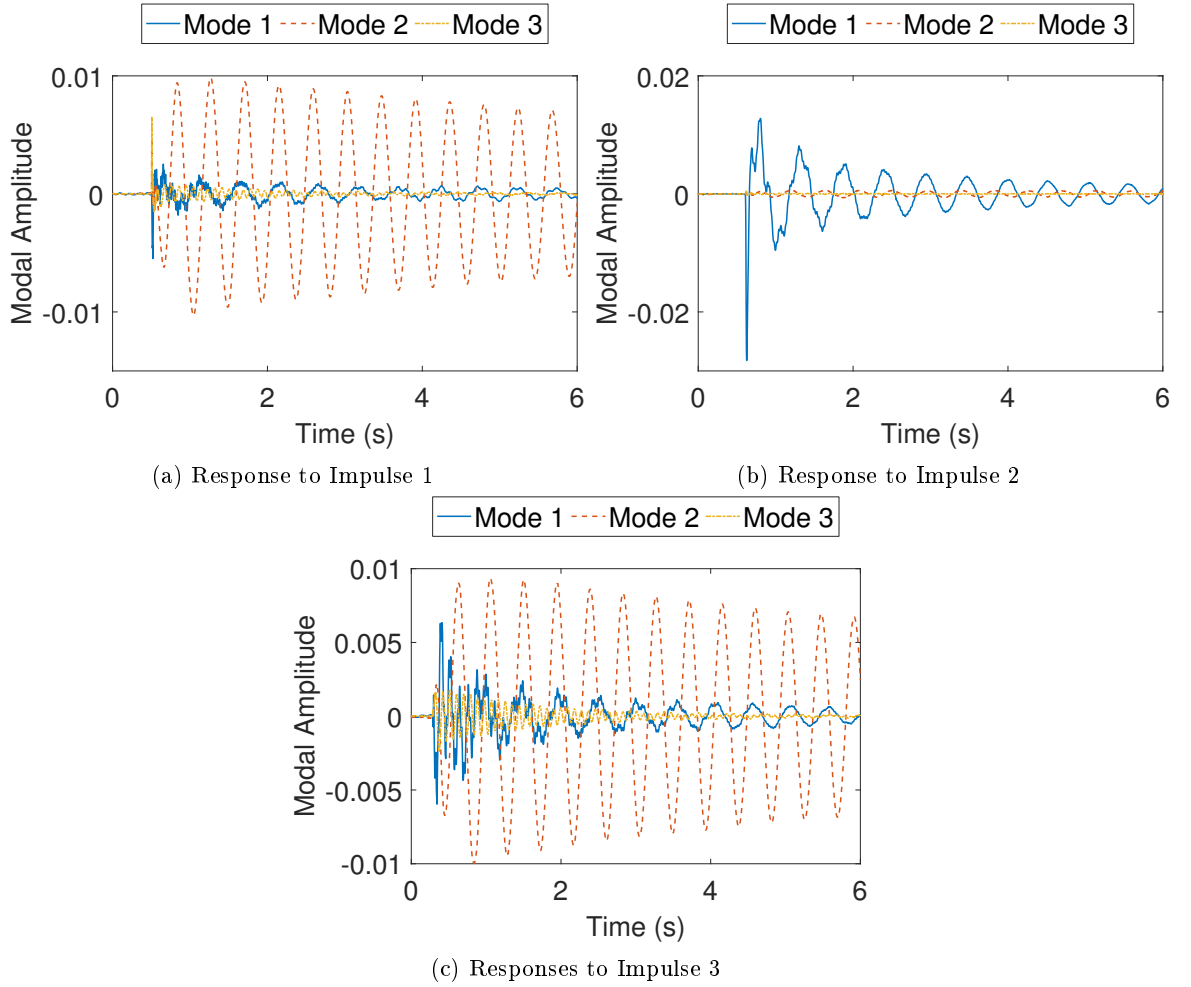 Mode 1 Mode 2 Mode 3
0.01
0
-0.01
Modal Amplitude
0 2 4 6
Time (s)
(a) Response to Impulse 1
Mode 1 Mode 2 Mode 3
0.02
0
-0.02
Modal Amplitude
0 2 4 6
Time (s)
(b) Response to Impulse 2
Mode 1 Mode 2 Mode 3
0.01
0.005
0
-0.005
-0.01
Modal Amplitude
0 2 4 6
Time (s)
(c) Responses to Impulse 3